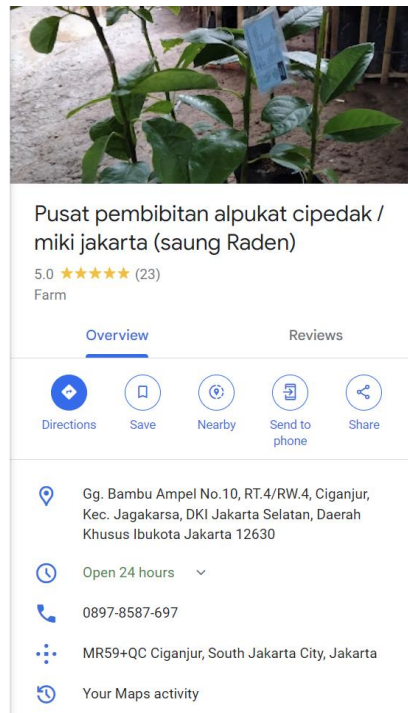 Pusat pembibitan alpukat cipedak /
miki jakarta (saung Raden)
5.0 ★★★★★ (23)
Farm
Overview Reviews
Directions Save Nearby Send to Share
phone
Gg. Bambu Ampel No.10, RT.4/RW.4, Ciganjur,
Kec. Jagakarsa, DKI Jakarta Selatan, Daerah
Khusus Ibukota Jakarta 12630
Open 24 hours
0897-8587-697
MR59+QC Ciganjur, South Jakarta City, Jakarta
Your Maps activity